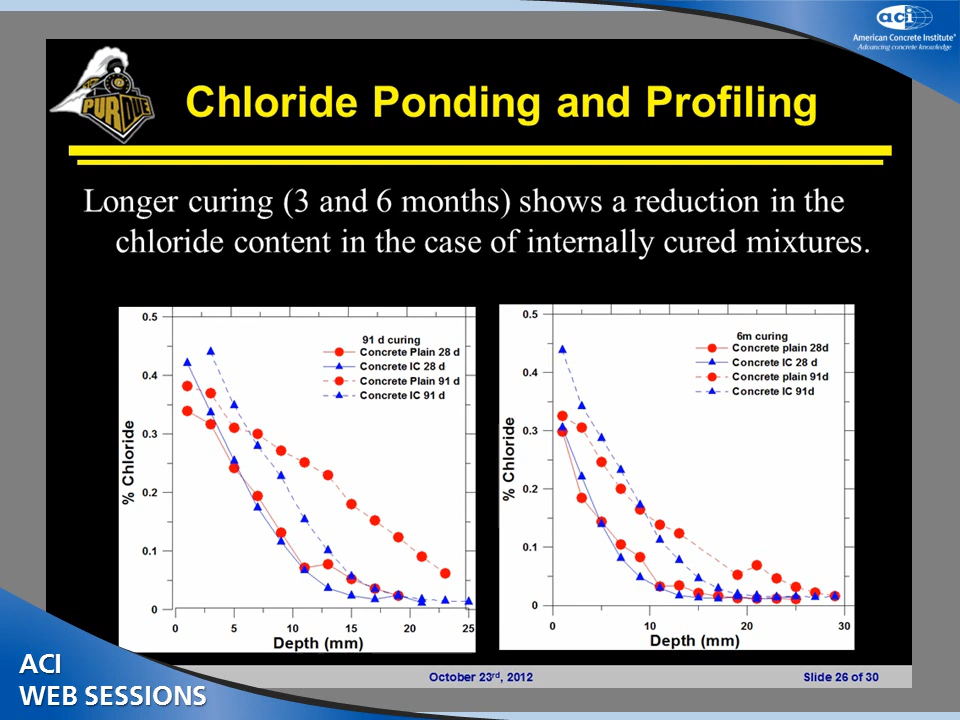 aci
American Concrete Institute®
Advancing concrete knowledge
PURDUE
Chloride Ponding and Profiling
Longer curing (3 and 6 months) shows a reduction in the
chloride content in the case of internally cured mixtures.
0.5
0.4
0.3
0.2
0.1
0
% Chloride
91 d curing
Concrete Plain 28 d
Concrete IC 28 d
Concrete Plain 91 d
Concrete IC 91 d
0 5 10 15 20 25
Depth (mm)
0.5
0.4
0.3
0.2
0.1
0
% Chloride
6m curing
Concrete plain 28d
Concrete IC 28 d
Concrete plain 91d
Concrete IC 91d
0 10 20 30
Depth (mm)
ACI
WEB SESSIONS
October 23rd, 2012
Slide 26 of 30